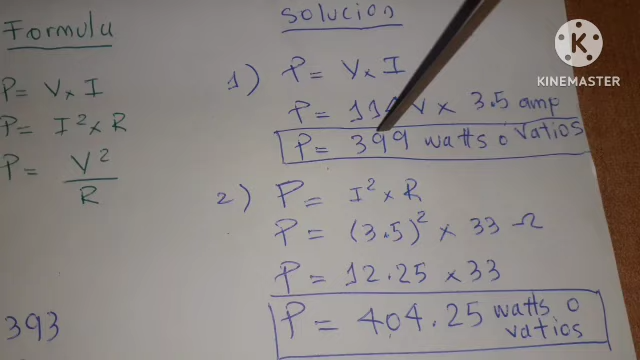 Formula
P = V x I
P = I² x R
P = V² / R
393
Solucion
1) P = V x I
P = 114 V x 3.5 amp
P = 399 watts o vatios
2) P = I² x R
P = (3.5)² x 33 Ω
P = 12.25 x 33
P = 404.25 watts o vatios
KINEMASTER